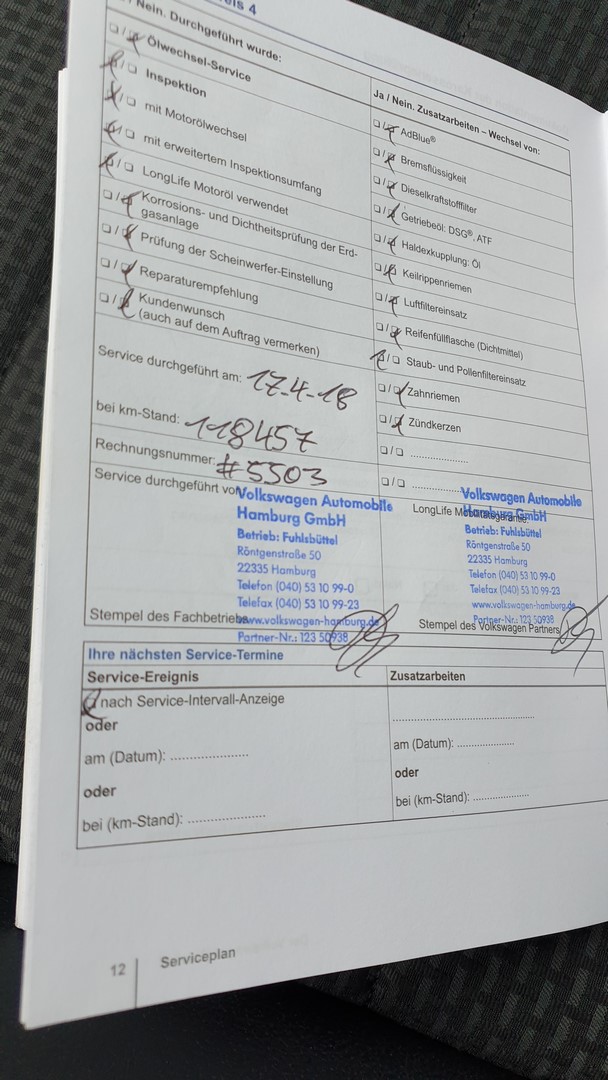 Nein. Durchgeführt wurde:
Ölwechsel-Service
Inspektion
mit Motorölwechsel
mit erweitertem Inspektionsumfang
LongLife Motoröl verwendet
Korrosions- und Dichtheitsprüfung der Erd-
gasanlage
Prüfung der Scheinwerfer-Einstellung
Reparaturempfehlung
Kundenwunsch
(auch auf dem Auftrag vermerken)
Ja / Nein. Zusatzarbeiten – Wechsel von:
AdBlue®
Bremsflüssigkeit
Dieselkraftstofffilter
Getriebeöl: DSG®, ATF
Haldexkupplung: Öl
Keilrippenriemen
Luftfiltereinsatz
Reifenfüllflasche (Dichtmittel)
Staub- und Pollenfiltereinsatz
Zahnriemen
Zündkerzen
Service durchgeführt am: 17-4-18
bei km-Stand: 118457
Rechnungsnummer: #5503
Service durchgeführt von
Volkswagen Automobile
Hamburg GmbH
Betrieb: Fuhlsbüttel
Röntgenstraße 50
22335 Hamburg
Telefon (040) 53 10 99-0
Telefax (040) 53 10 99-23
www.volkswagen-hamburg.de
Partner-Nr.: 123 50938
Stempel des Fachbetriebs
LongLife Mobilitätsgarantie:
Volkswagen Automobile
Hamburg GmbH
Betrieb: Fuhlsbüttel
Röntgenstraße 50
22335 Hamburg
Telefon (040) 53 10 99-0
Telefax (040) 53 10 99-23
www.volkswagen-hamburg.de
Partner-Nr.: 123 50938
Stempel des Volkswagen Partners
Ihre nächsten Service-Termine
Service-Ereignis
nach Service-Intervall-Anzeige
oder
am (Datum): ....................
oder
bei (km-Stand): ....................
Zusatzarbeiten
....................................
am (Datum): ...............
oder
bei (km-Stand): ...............
12 Serviceplan